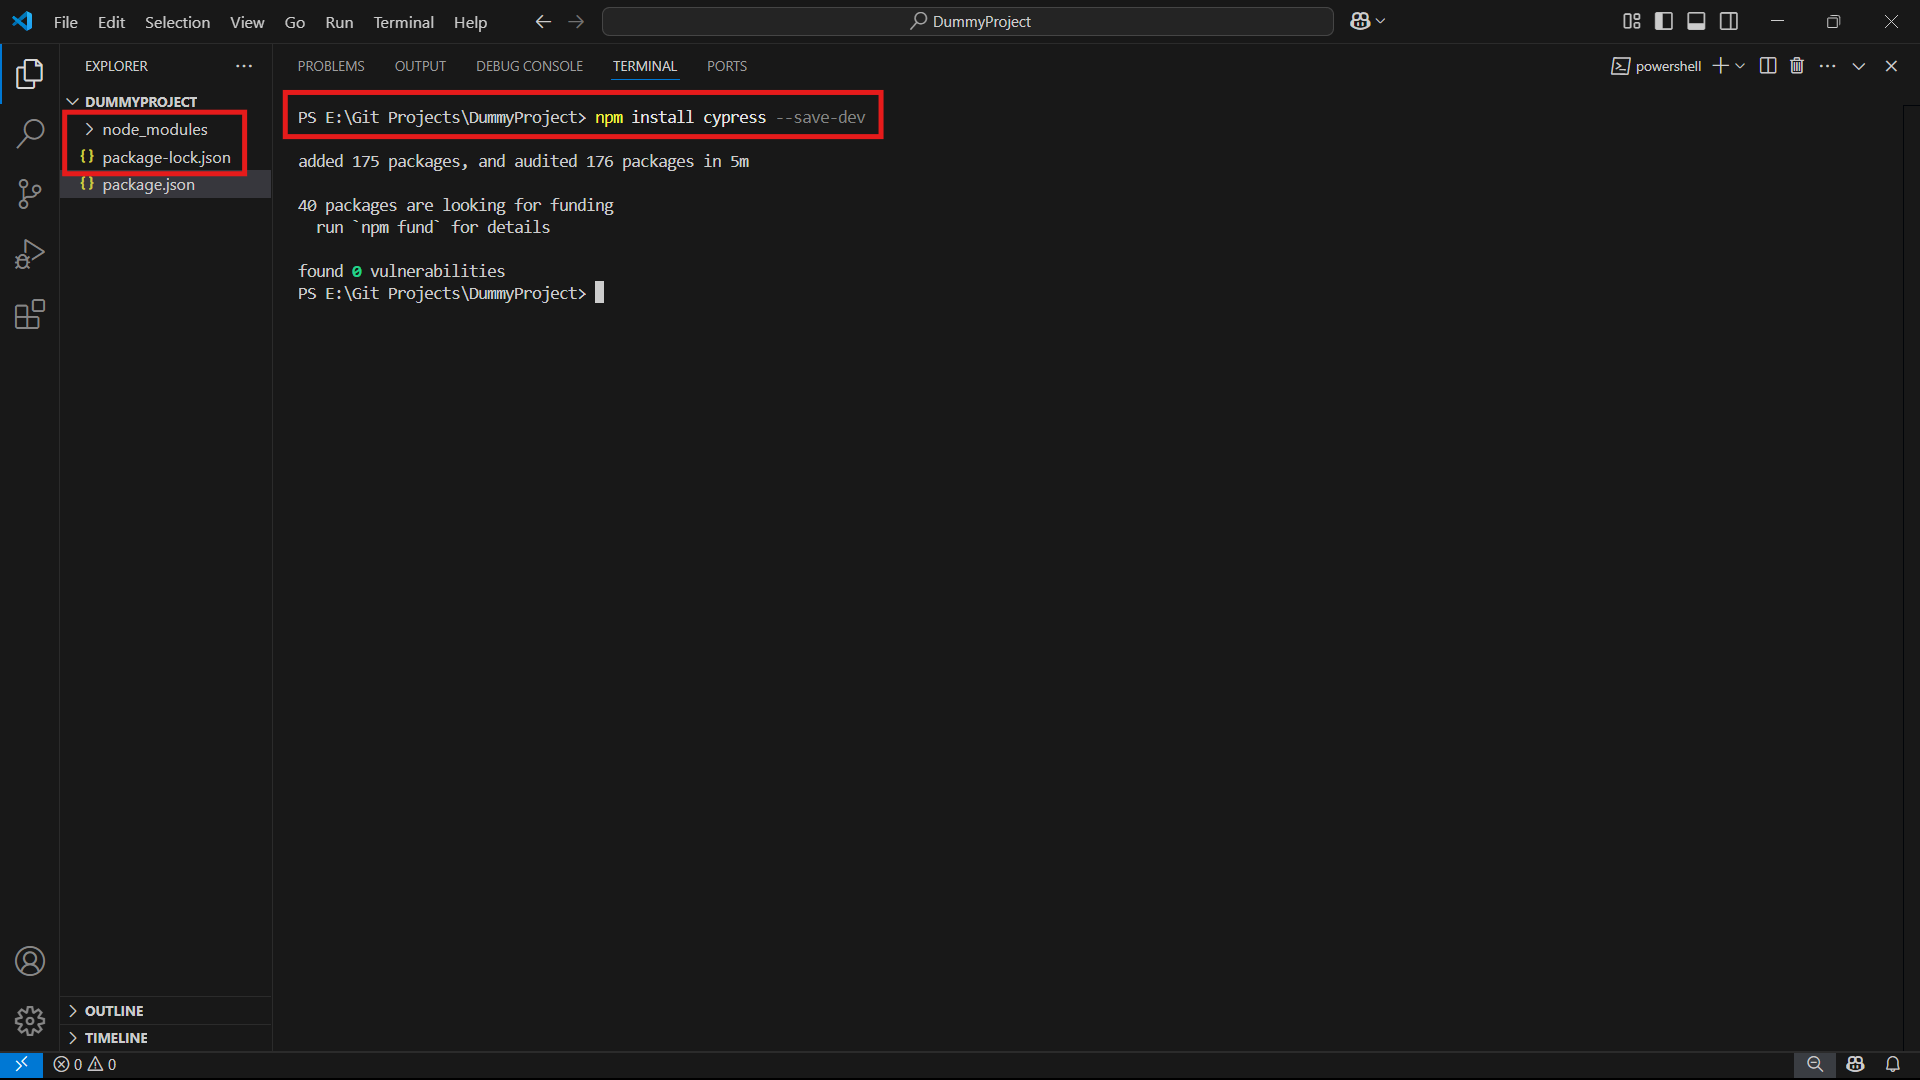 File Edit Selection View Go Run Terminal Help
DummyProject
EXPLORER
PROBLEMS OUTPUT DEBUG CONSOLE TERMINAL PORTS
powershell
DUMMYPROJECT
node_modules
{} package-lock.json
{} package.json
PS E:\Git Projects\DummyProject> npm install cypress --save-dev
added 175 packages, and audited 176 packages in 5m
40 packages are looking for funding
run `npm fund` for details
found 0 vulnerabilities
PS E:\Git Projects\DummyProject>
OUTLINE
TIMELINE
0 0